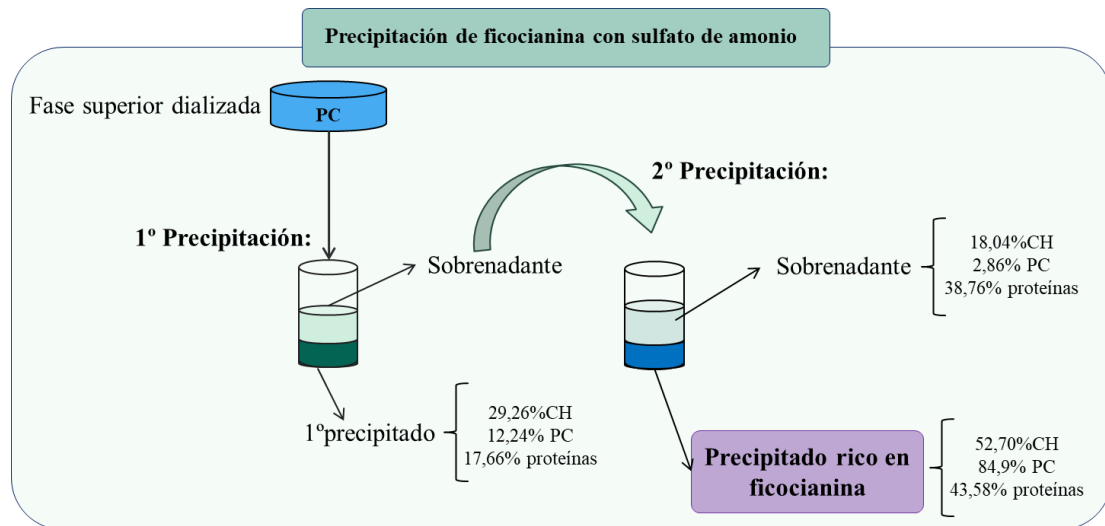 Precipitación de ficocianina con sulfato de amonio
Fase superior dializada
PC
1º Precipitación:
Sobrenadante
2º Precipitación:
Sobrenadante
18,04%CH
2,86% PC
38,76% proteínas
1ºprecipitado
29,26%CH
12,24% PC
17,66% proteínas
Precipitado rico en
ficocianina
52,70%CH
84,9% PC
43,58% proteínas